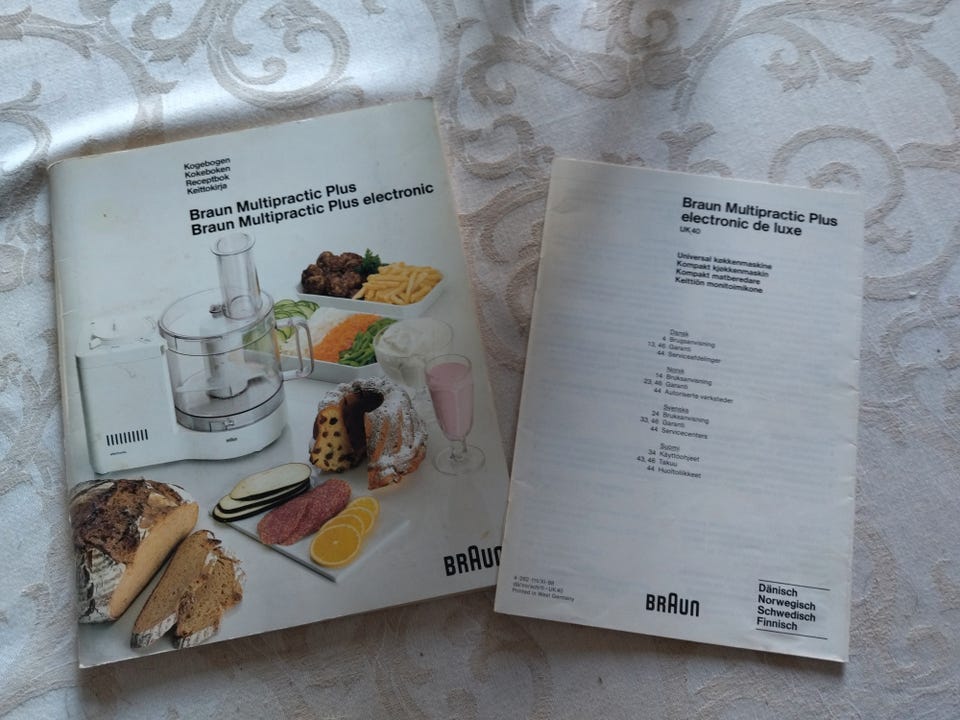 Kogebogen
Kokeboken
Receptbok
Keittokirja
Braun Multipractic Plus
Braun Multipractic Plus electronic
BRAUN
Braun Multipractic Plus
electronic de luxe
UK40
Universal køkkenmaskine
Kompakt kjøkkenmaskin
Kompakt matberedare
Keittiön monitoimikone
Dansk
4 Brugsanvisning
13, 46 Garanti
44 Serviceafdelinger
Norsk
14 Bruksanvisning
23, 46 Garanti
44 Autoriserte verksteder
Svenska
24 Bruksanvisning
33, 46 Garanti
44 Servicecenters
Suomi
34 Käyttöohjeet
43, 46 Takuu
44 Huoltoliikkeet
Printed in West Germany
BRAUN
Dänisch
Norwegisch
Schwedisch
Finnisch